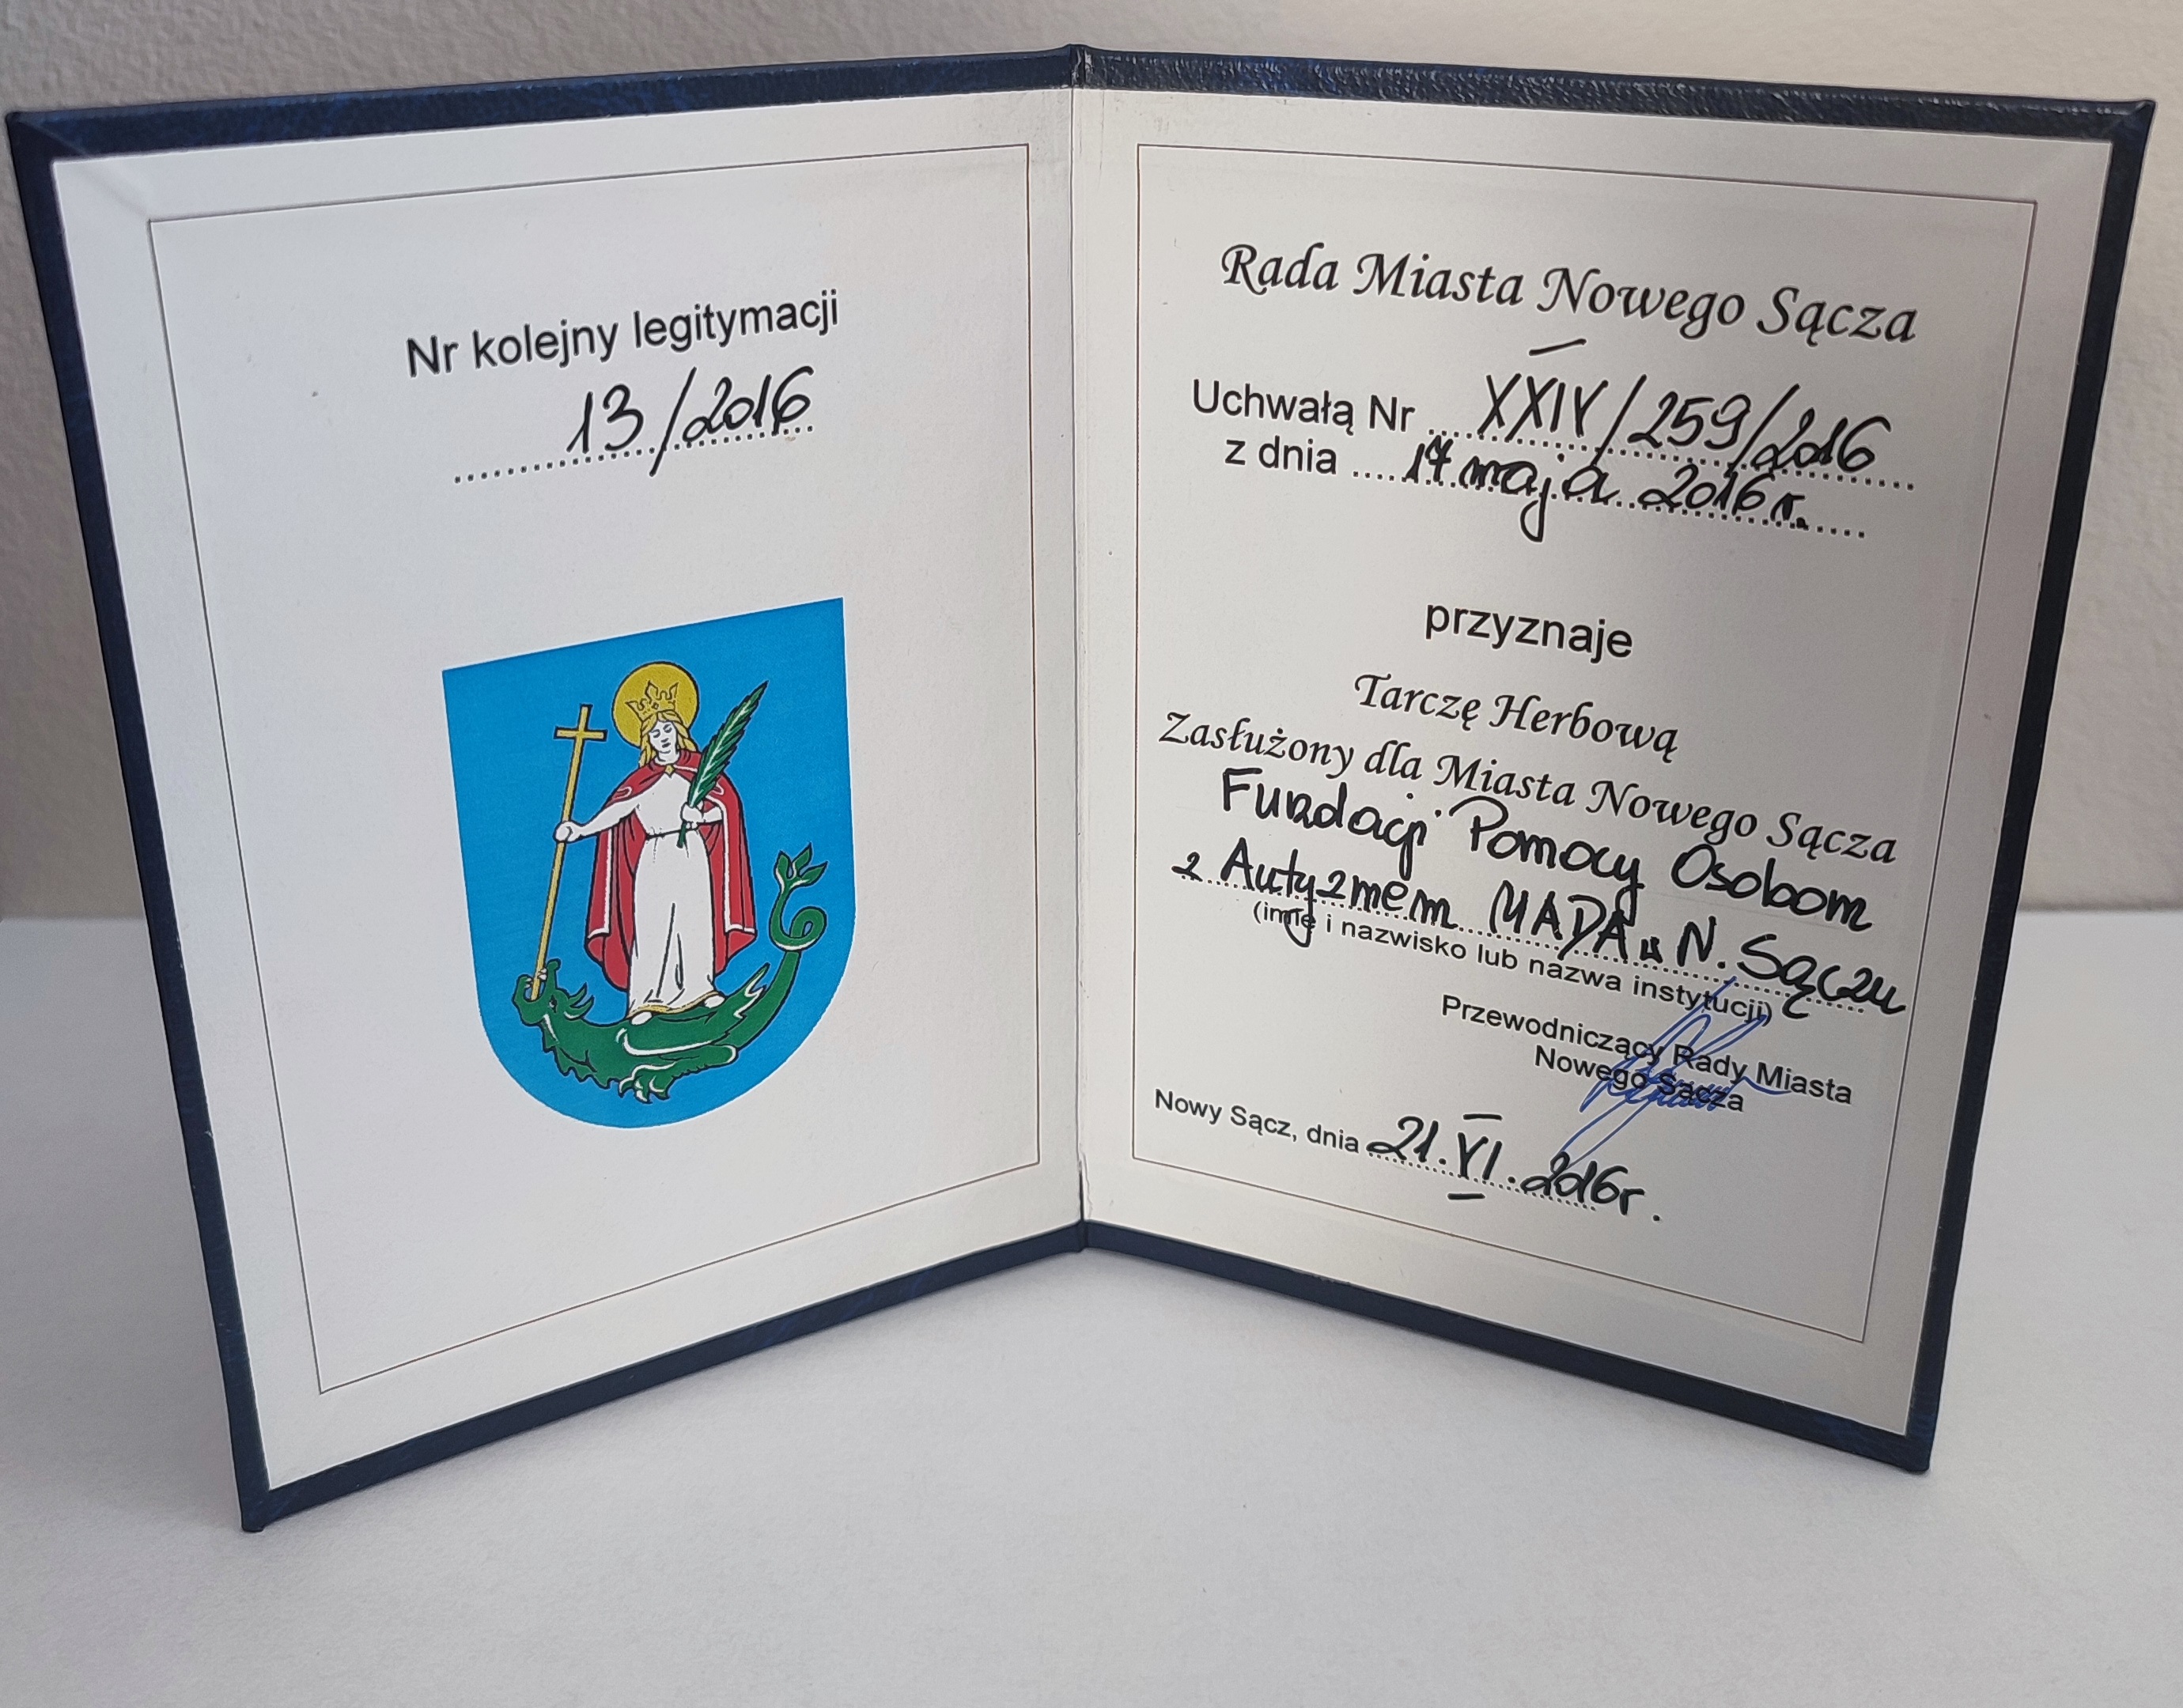 Nr kolejny legitymacji
13/2016
Rada Miasta Nowego Sącza
Uchwałą Nr XXIV/259/2016
z dnia 17 maja 2016 r.
przyznaje
Tarczę Herbową
Zasłużony dla Miasta Nowego Sącza
Fundacji Pomocy Osobom
z Autyzmem MADA w N. Sączu
(imię i nazwisko lub nazwa instytucji)
Przewodniczący Rady Miasta
Nowego Sącza
Nowy Sącz, dnia 21.VI.2016r.